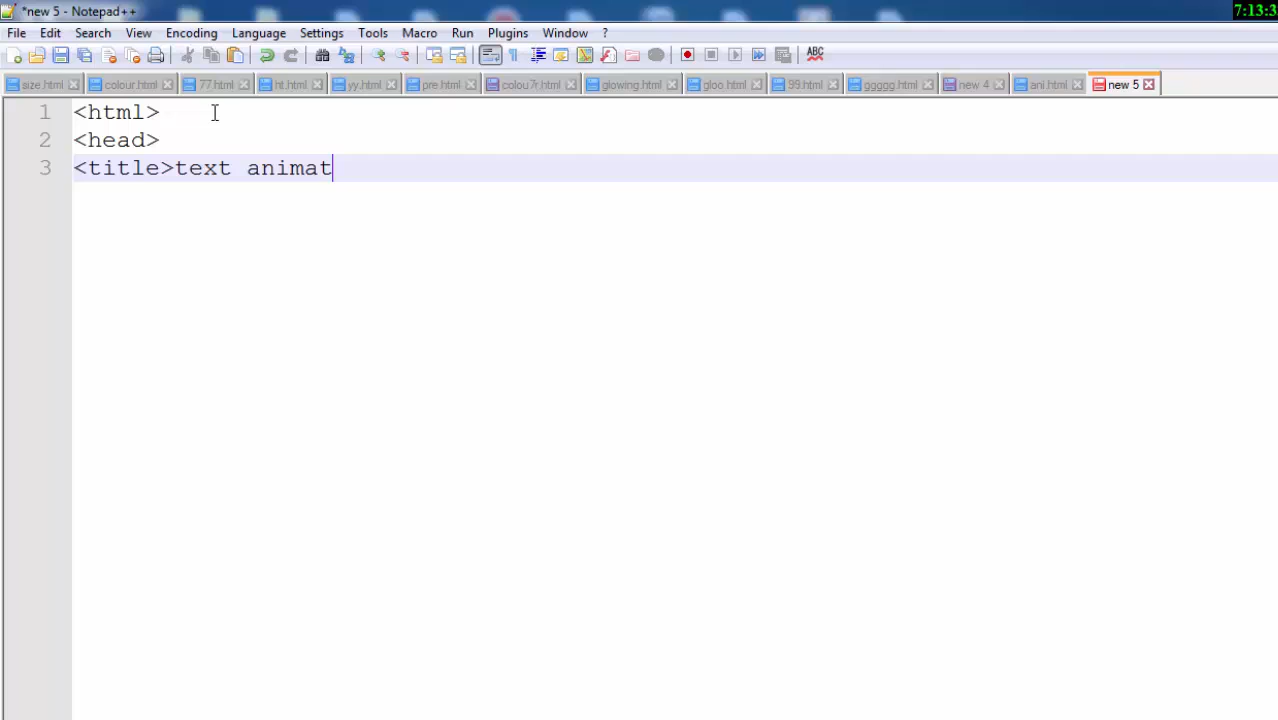 *new 5 - Notepad++
7:13:3
File Edit Search View Encoding Language Settings Tools Macro Run Plugins Window ?
ABC
size.html colour.html 77.html ht.html yy.html pre.html colou7r.html glowing.html gloo.html 99.html ggggg.html new 4 ani.html new 5
1 <html>
2 <head>
3 <title>text animat